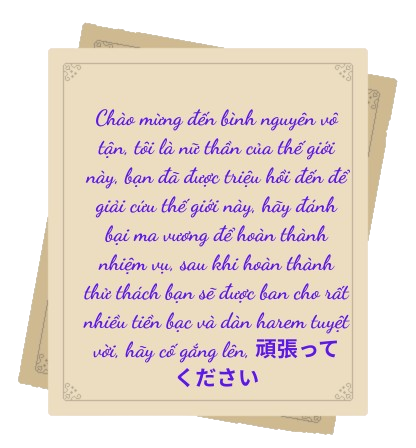 Chào mừng đến bình nguyên vô
tận, tôi là nữ thần của thế giới
này, bạn đã được triệu hồi đến để
giải cứu thế giới này, hãy đánh
bại ma vương để hoàn thành
nhiệm vụ, sau khi hoàn thành
thử thách bạn sẽ được ban cho rất
nhiều tiền bạc và dàn harem tuyệt
vời, hãy cố gắng lên, 頑張って
ください